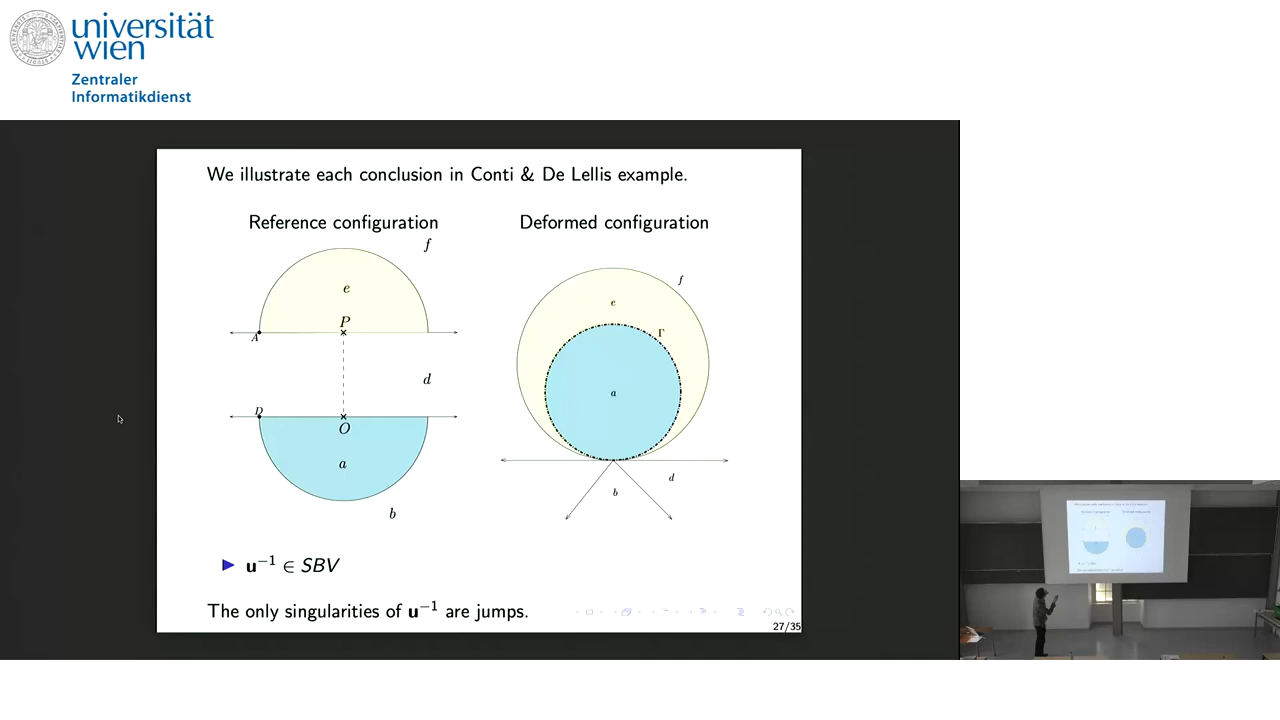 universität
wien
Zentraler
Informatikdienst
We illustrate each conclusion in Conti & De Lellis example.
Reference configuration
Deformed configuration
f
e
P
A
d
D
O
a
b
f
e
Γ
a
d
b
▶ u⁻¹ ∈ SBV
The only singularities of u⁻¹ are jumps.
27/35